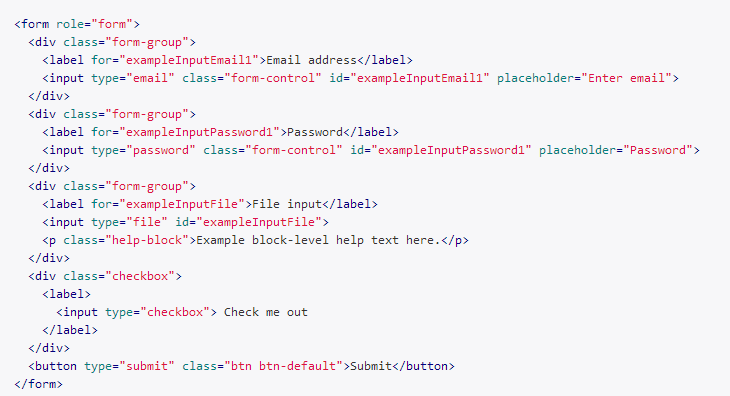 <form role="form">
  <div class="form-group">
    <label for="exampleInputEmail1">Email address</label>
    <input type="email" class="form-control" id="exampleInputEmail1" placeholder="Enter email">
  </div>
  <div class="form-group">
    <label for="exampleInputPassword1">Password</label>
    <input type="password" class="form-control" id="exampleInputPassword1" placeholder="Password">
  </div>
  <div class="form-group">
    <label for="exampleInputFile">File input</label>
    <input type="file" id="exampleInputFile">
    <p class="help-block">Example block-level help text here.</p>
  </div>
  <div class="checkbox">
    <label>
      <input type="checkbox"> Check me out
    </label>
  </div>
  <button type="submit" class="btn btn-default">Submit</button>
</form>